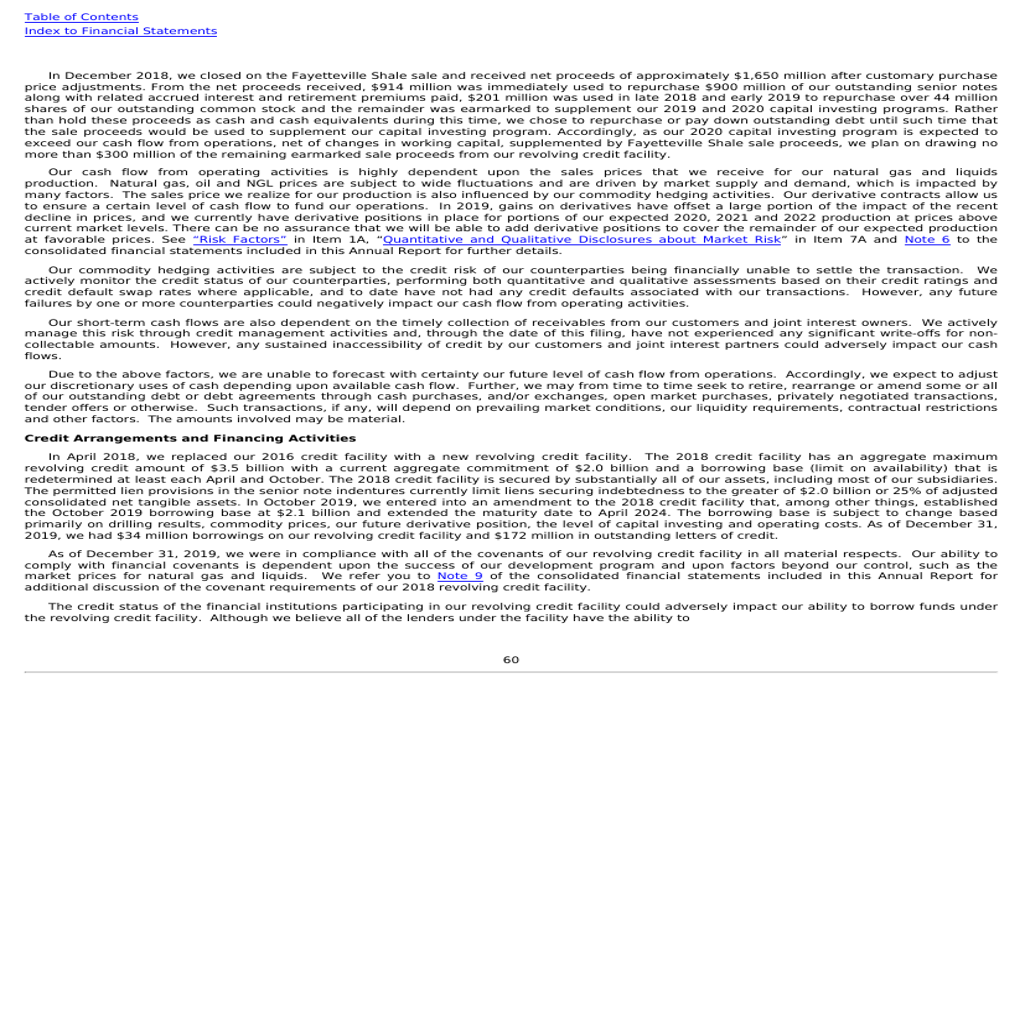 Table of Contents
Index to Financial Statements
In December 2018, we closed on the Fayetteville Shale sale and received net proceeds of approximately $1,650 million after customary purchase
price adjustments. From the net proceeds received, $914 million was immediately used to repurchase $900 million of our outstanding senior notes
along with related accrued interest and retirement premiums paid, $201 million was used in late 2018 and early 2019 to repurchase over 44 million
shares of our outstanding common stock and the remainder was earmarked to supplement our 2019 and 2020 capital investing programs. Rather
than hold these proceeds as cash and cash equivalents during this time, we chose to repurchase or pay down outstanding debt until such time that
the sale proceeds would be used to supplement our capital investing program. Accordingly, as our 2020 capital investing program is expected to
exceed our cash flow from operations, net of changes in working capital, supplemented by Fayetteville Shale sale proceeds, we plan on drawing no
more than $300 million of the remaining earmarked sale proceeds from our revolving credit facility.
Our cash flow from operating activities is highly dependent upon the sales prices that we receive for our natural gas and liquids
production. Natural gas, oil and NGL prices are subject to wide fluctuations and are driven by market supply and demand, which is impacted by
many factors. The sales price we realize for our production is also influenced by our commodity hedging activities. Our derivative contracts allow us
to ensure a certain level of cash flow to fund our operations. In 2019, gains on derivatives have offset a large portion of the impact of the recent
decline in prices, and we currently have derivative positions in place for portions of our expected 2020, 2021 and 2022 production at prices above
current market levels. There can be no assurance that we will be able to add derivative positions to cover the remainder of our expected production
at favorable prices. See “Risk Factors” in Item 1A, “Quantitative and Qualitative Disclosures about Market Risk” in Item 7A and Note 6 to the
consolidated financial statements included in this Annual Report for further details.
Our commodity hedging activities are subject to the credit risk of our counterparties being financially unable to settle the transaction. We
actively monitor the credit status of our counterparties, performing both quantitative and qualitative assessments based on their credit ratings and
credit default swap rates where applicable, and to date have not had any credit defaults associated with our transactions. However, any future
failures by one or more counterparties could negatively impact our cash flow from operating activities.
Our short-term cash flows are also dependent on the timely collection of receivables from our customers and joint interest owners. We actively
manage this risk through credit management activities and, through the date of this filing, have not experienced any significant write-offs for non-
collectable amounts. However, any sustained inaccessibility of credit by our customers and joint interest partners could adversely impact our cash
flows.
Due to the above factors, we are unable to forecast with certainty our future level of cash flow from operations. Accordingly, we expect to adjust
our discretionary uses of cash depending upon available cash flow. Further, we may from time to time seek to retire, rearrange or amend some or all
of our outstanding debt or debt agreements through cash purchases, and/or exchanges, open market purchases, privately negotiated transactions,
tender offers or otherwise. Such transactions, if any, will depend on prevailing market conditions, our liquidity requirements, contractual restrictions
and other factors. The amounts involved may be material.
Credit Arrangements and Financing Activities
In April 2018, we replaced our 2016 credit facility with a new revolving credit facility. The 2018 credit facility has an aggregate maximum
revolving credit amount of $3.5 billion with a current aggregate commitment of $2.0 billion and a borrowing base (limit on availability) that is
redetermined at least each April and October. The 2018 credit facility is secured by substantially all of our assets, including most of our subsidiaries.
The permitted lien provisions in the senior note indentures currently limit liens securing indebtedness to the greater of $2.0 billion or 25% of adjusted
consolidated net tangible assets. In October 2019, we entered into an amendment to the 2018 credit facility that, among other things, established
the October 2019 borrowing base at $2.1 billion and extended the maturity date to April 2024. The borrowing base is subject to change based
primarily on drilling results, commodity prices, our future derivative position, the level of capital investing and operating costs. As of December 31,
2019, we had $34 million borrowings on our revolving credit facility and $172 million in outstanding letters of credit.
As of December 31, 2019, we were in compliance with all of the covenants of our revolving credit facility in all material respects. Our ability to
comply with financial covenants is dependent upon the success of our development program and upon factors beyond our control, such as the
market prices for natural gas and liquids. We refer you to Note 9 of the consolidated financial statements included in this Annual Report for
additional discussion of the covenant requirements of our 2018 revolving credit facility.
The credit status of the financial institutions participating in our revolving credit facility could adversely impact our ability to borrow funds under
the revolving credit facility. Although we believe all of the lenders under the facility have the ability to
60